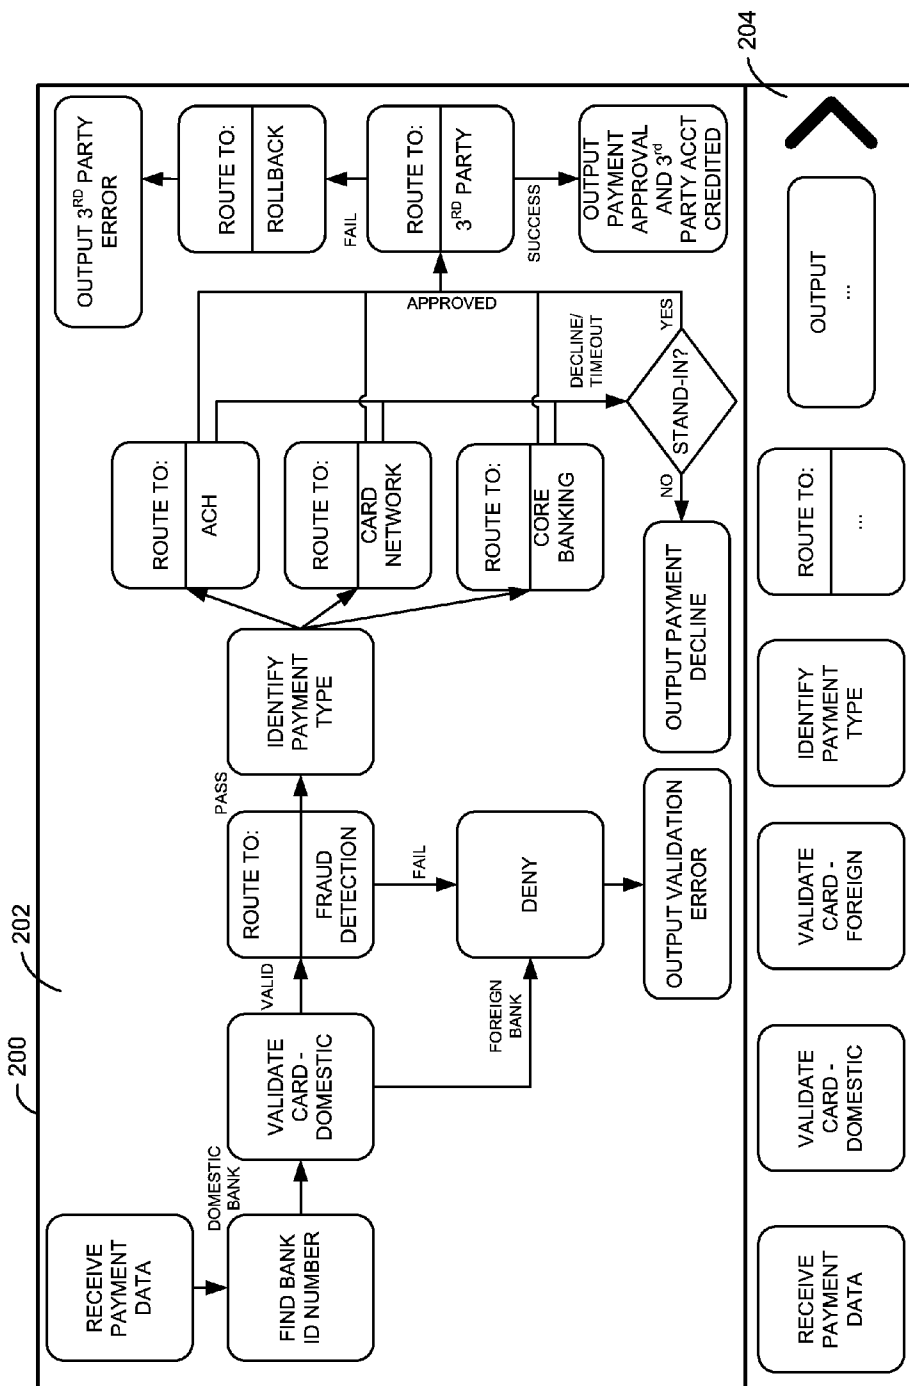 200
202
RECEIVE
PAYMENT
DATA
FIND BANK
ID NUMBER
DOMESTIC
BANK
VALIDATE
CARD -
DOMESTIC
VALID
FOREIGN
BANK
ROUTE TO:
FRAUD
DETECTION
PASS
FAIL
DENY
OUTPUT VALIDATION
ERROR
IDENTIFY
PAYMENT
TYPE
ROUTE TO:
ACH
ROUTE TO:
CARD
NETWORK
ROUTE TO:
CORE
BANKING
APPROVED
DECLINE/
TIMEOUT
STAND-IN?
NO
YES
OUTPUT PAYMENT
DECLINE
OUTPUT 3RD PARTY
ERROR
ROUTE TO:
ROLLBACK
FAIL
ROUTE TO:
3RD PARTY
SUCCESS
OUTPUT
PAYMENT
APPROVAL
AND 3rd
PARTY ACCT
CREDITED
204
RECEIVE
PAYMENT
DATA
VALIDATE
CARD -
DOMESTIC
VALIDATE
CARD -
FOREIGN
IDENTIFY
PAYMENT
TYPE
ROUTE TO:
...
OUTPUT
...